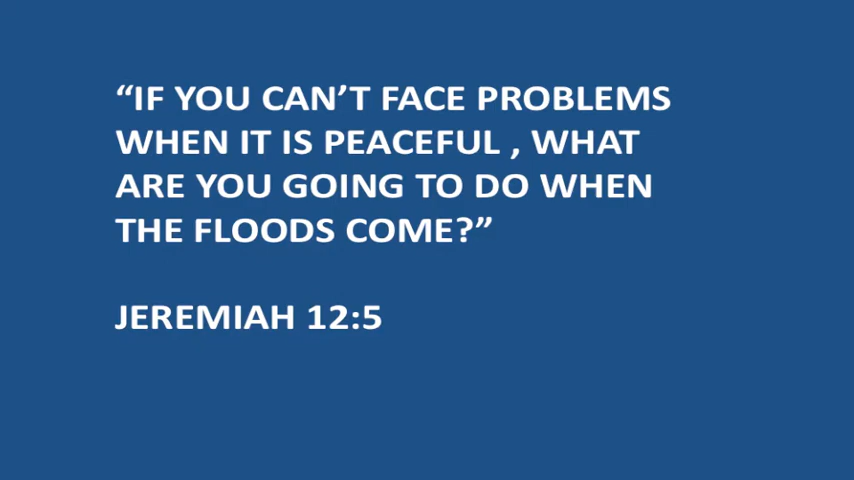 “IF YOU CAN’T FACE PROBLEMS
WHEN IT IS PEACEFUL , WHAT
ARE YOU GOING TO DO WHEN
THE FLOODS COME?”
JEREMIAH 12:5